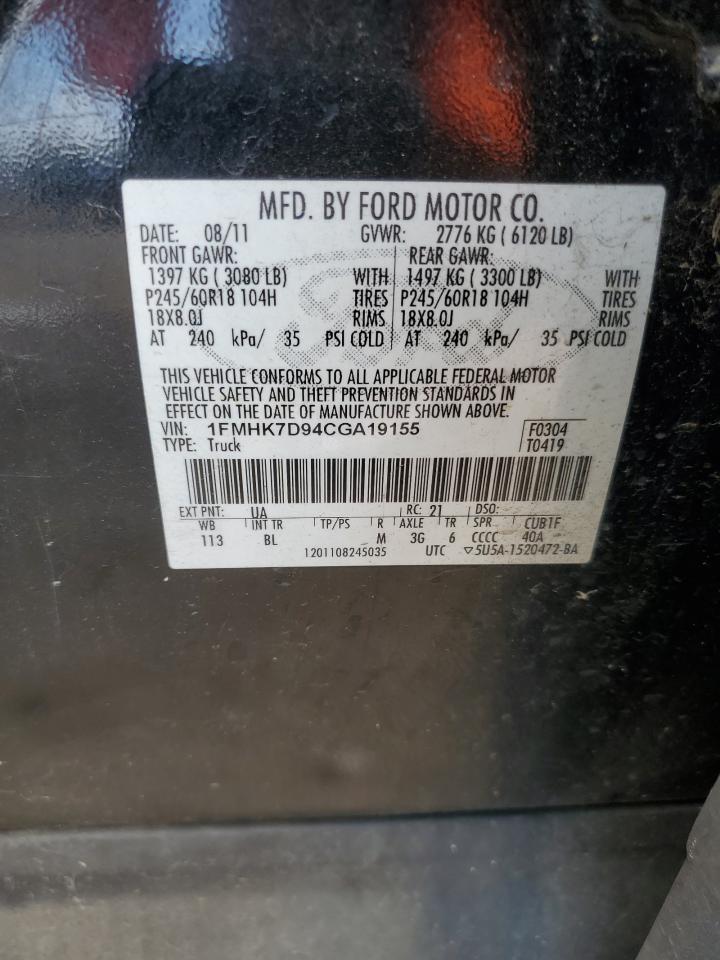 MFD. BY FORD MOTOR CO.
DATE: 08/11 GVWR: 2776 KG ( 6120 LB)
FRONT GAWR: REAR GAWR:
1397 KG ( 3080 LB) WITH 1497 KG ( 3300 LB) WITH
P245/60R18 104H TIRES P245/60R18 104H TIRES
18X8.0J RIMS 18X8.0J RIMS
AT 240 kPa/ 35 PSI COLD AT 240 kPa/ 35 PSI COLD
THIS VEHICLE CONFORMS TO ALL APPLICABLE FEDERAL MOTOR
VEHICLE SAFETY AND THEFT PREVENTION STANDARDS IN
EFFECT ON THE DATE OF MANUFACTURE SHOWN ABOVE.
VIN: 1FMHK7D94CGA19155 F0304
TYPE: Truck T0419
EXT PNT: UA RC: 21 DSO:
WB INT TR TP/PS R AXLE TR SPR CUB1F
113 BL M 3G 6 CCCC 40A
1201108245035 UTC ▽5U5A-1520472-BA